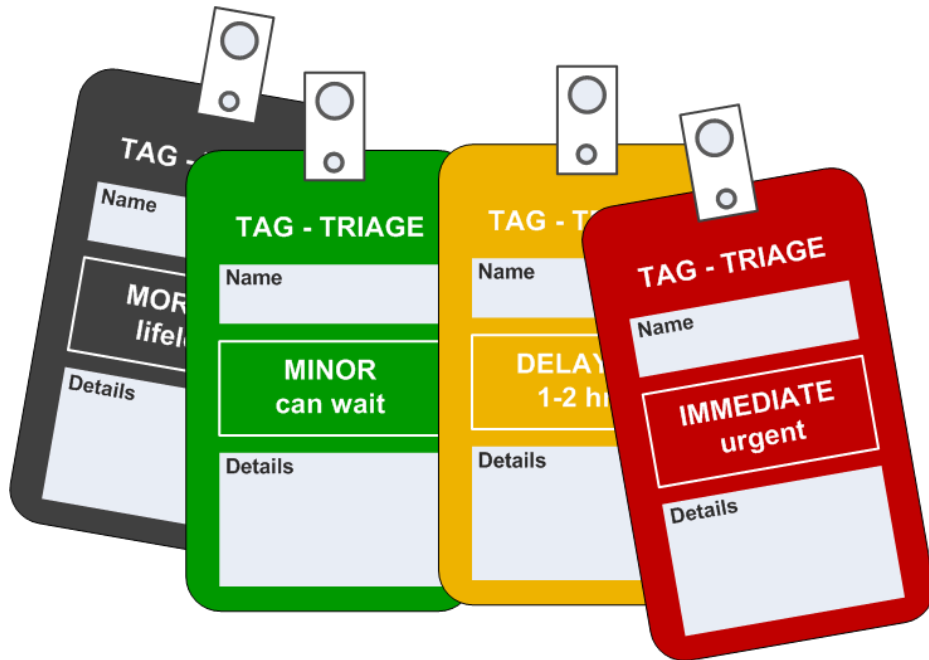 TAG -
Name
Details
TAG - TRIAGE
Name
MINOR
can wait
Details
TAG -
Name
1-2
Details
TAG - TRIAGE
Name
IMMEDIATE
urgent
Details